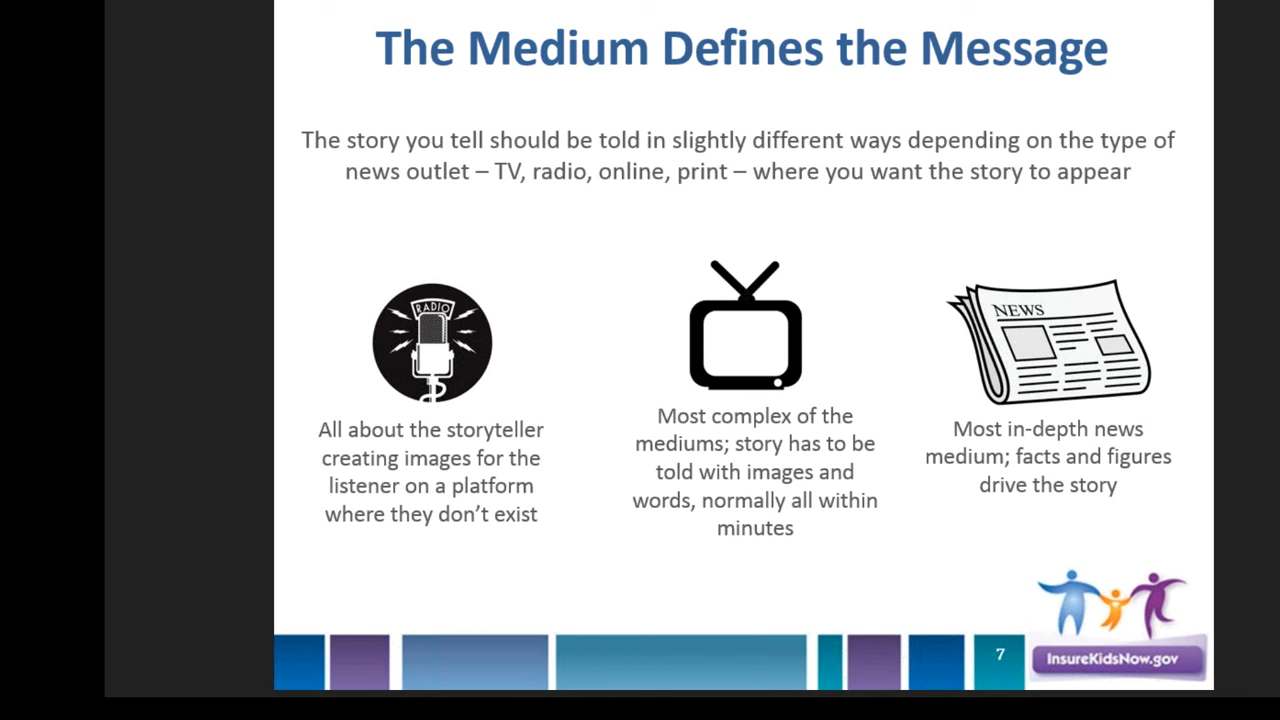 The Medium Defines the Message
The story you tell should be told in slightly different ways depending on the type of
news outlet – TV, radio, online, print – where you want the story to appear
RADIO
NEWS
All about the storyteller
creating images for the
listener on a platform
where they don't exist
Most complex of the
mediums; story has to be
told with images and
words, normally all within
minutes
Most in-depth news
medium; facts and figures
drive the story
7
InsureKidsNow.gov